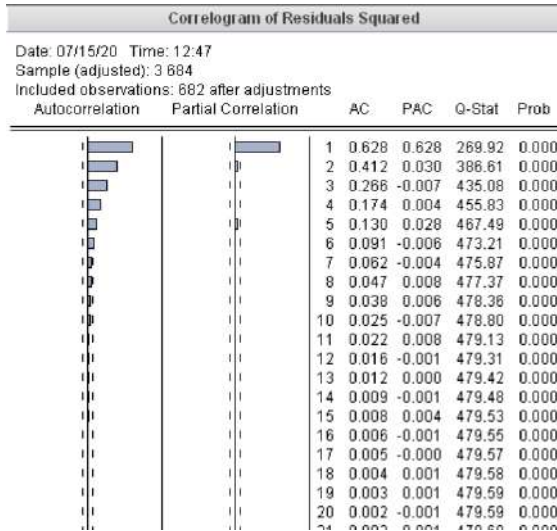 Correlogram of Residuals Squared
Date: 07/15/20 Time: 12:47
Sample (adjusted): 3 684
Included observations: 682 after adjustments
Autocorrelation Partial Correlation AC PAC Q-Stat Prob
1 0.628 0.628 269.92 0.000
2 0.412 0.030 386.61 0.000
3 0.266 -0.007 435.08 0.000
4 0.174 0.004 455.83 0.000
5 0.130 0.028 467.49 0.000
6 0.091 -0.006 473.21 0.000
7 0.062 -0.004 475.87 0.000
8 0.047 0.008 477.37 0.000
9 0.038 0.006 478.36 0.000
10 0.025 -0.007 478.80 0.000
11 0.022 0.008 479.13 0.000
12 0.016 -0.001 479.31 0.000
13 0.012 0.000 479.42 0.000
14 0.009 -0.001 479.48 0.000
15 0.008 0.004 479.53 0.000
16 0.006 -0.001 479.55 0.000
17 0.005 -0.000 479.57 0.000
18 0.004 0.001 479.58 0.000
19 0.003 0.001 479.59 0.000
20 0.002 -0.001 479.59 0.000